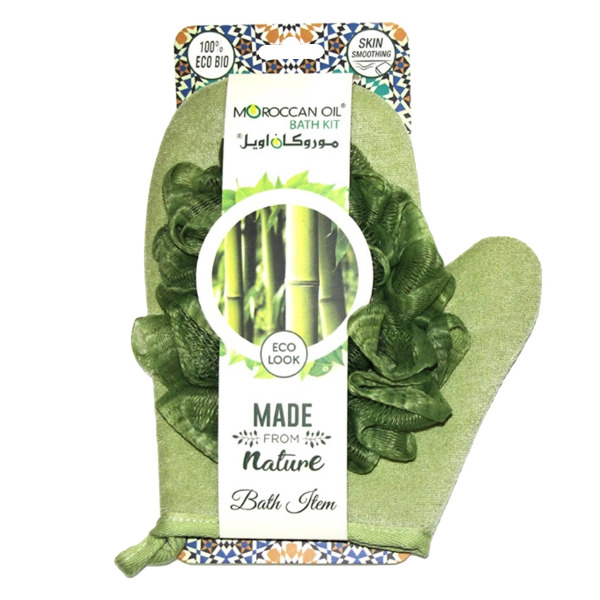 100%
ECO BIO
SKIN
SMOOTHING
MOROCCAN OIL®
BATH KIT
موروكان اويل®
ECO
LOOK
MADE
FROM
Nature
Bath Item